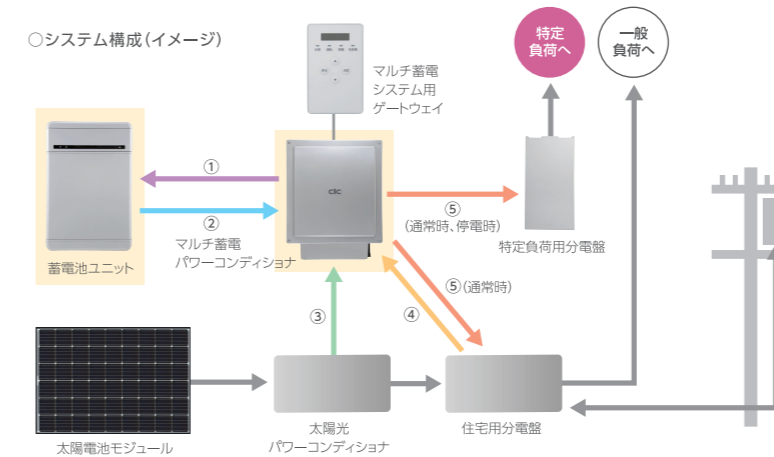 ○システム構成(イメージ)
特定
負荷へ
一般
負荷へ
マルチ蓄電
システム用
ゲートウェイ
①
②
マルチ蓄電
パワーコンディショナ
蓄電池ユニット
clc
⑤
(通常時、停電時)
特定負荷用分電盤
⑤(通常時)
③
④
太陽電池モジュール
太陽光
パワーコンディショナ
住宅用分電盤